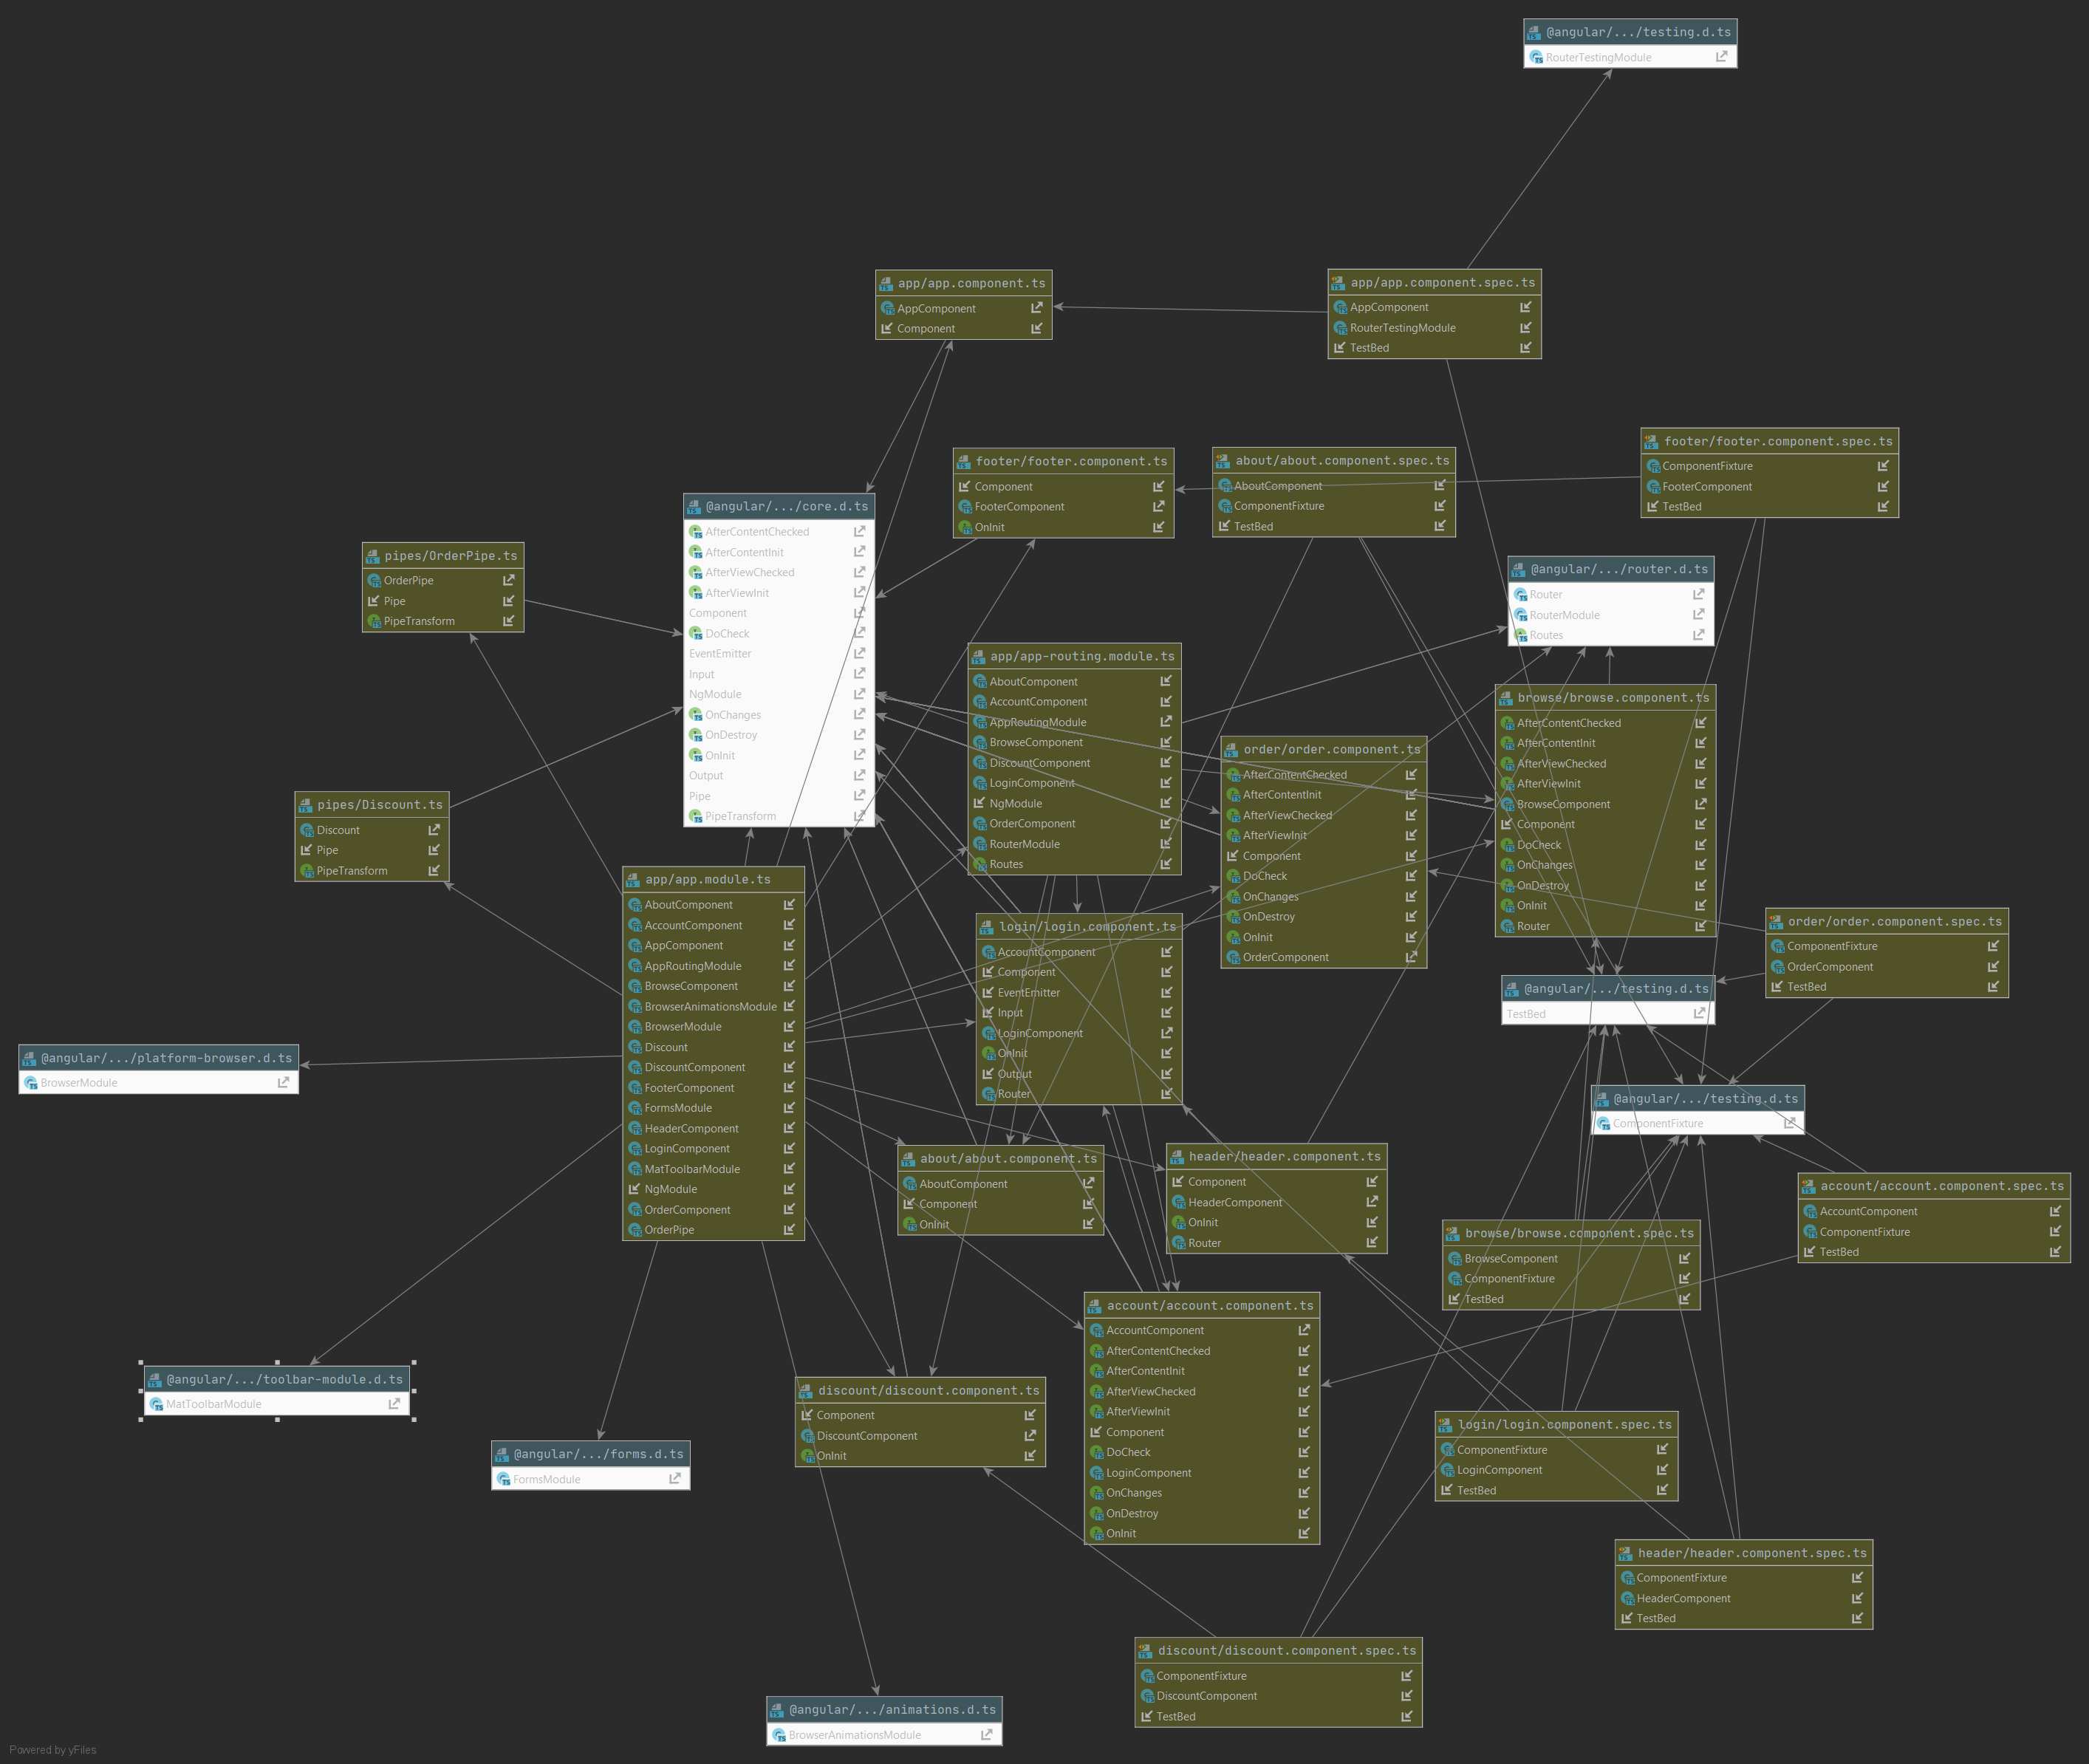 @angular/.../testing.d.ts
RouterTestingModule
app/app.component.ts
AppComponent
Component
app/app.component.spec.ts
AppComponent
RouterTestingModule
TestBed
footer/footer.component.spec.ts
ComponentFixture
FooterComponent
TestBed
footer/footer.component.ts
Component
FooterComponent
OnInit
about/about.component.spec.ts
AboutComponent
ComponentFixture
TestBed
@angular/.../core.d.ts
AfterContentChecked
AfterContentInit
AfterViewChecked
AfterViewInit
Component
DoCheck
EventEmitter
Input
NgModule
OnChanges
OnDestroy
OnInit
Output
Pipe
PipeTransform
pipes/OrderPipe.ts
OrderPipe
Pipe
PipeTransform
@angular/.../router.d.ts
Router
RouterModule
Routes
app/app-routing.module.ts
AboutComponent
AccountComponent
AppRoutingModule
BrowseComponent
DiscountComponent
LoginComponent
NgModule
OrderComponent
RouterModule
Routes
browse/browse.component.ts
AfterContentChecked
AfterContentInit
AfterViewChecked
AfterViewInit
BrowseComponent
Component
DoCheck
OnChanges
OnDestroy
OnInit
Router
order/order.component.ts
AfterContentChecked
AfterContentInit
AfterViewChecked
AfterViewInit
Component
DoCheck
OnChanges
OnDestroy
OnInit
OrderComponent
pipes/Discount.ts
Discount
Pipe
PipeTransform
app/app.module.ts
AboutComponent
AccountComponent
AppComponent
AppRoutingModule
BrowseComponent
BrowserAnimationsModule
BrowserModule
Discount
DiscountComponent
FooterComponent
FormsModule
HeaderComponent
LoginComponent
MatToolbarModule
NgModule
OrderComponent
OrderPipe
login/login.component.ts
AccountComponent
Component
EventEmitter
Input
LoginComponent
OnInit
Output
Router
order/order.component.spec.ts
ComponentFixture
OrderComponent
TestBed
@angular/.../testing.d.ts
TestBed
@angular/.../platform-browser.d.ts
BrowserModule
@angular/.../testing.d.ts
ComponentFixture
about/about.component.ts
AboutComponent
Component
OnInit
header/header.component.ts
Component
HeaderComponent
OnInit
Router
account/account.component.spec.ts
AccountComponent
ComponentFixture
TestBed
browse/browse.component.spec.ts
BrowseComponent
ComponentFixture
TestBed
account/account.component.ts
AccountComponent
AfterContentChecked
AfterContentInit
AfterViewChecked
AfterViewInit
Component
DoCheck
LoginComponent
OnChanges
OnDestroy
OnInit
@angular/.../toolbar-module.d.ts
MatToolbarModule
discount/discount.component.ts
Component
DiscountComponent
OnInit
login/login.component.spec.ts
ComponentFixture
LoginComponent
TestBed
@angular/.../forms.d.ts
FormsModule
header/header.component.spec.ts
ComponentFixture
HeaderComponent
TestBed
discount/discount.component.spec.ts
ComponentFixture
DiscountComponent
TestBed
@angular/.../animations.d.ts
BrowserAnimationsModule
Powered by yFiles